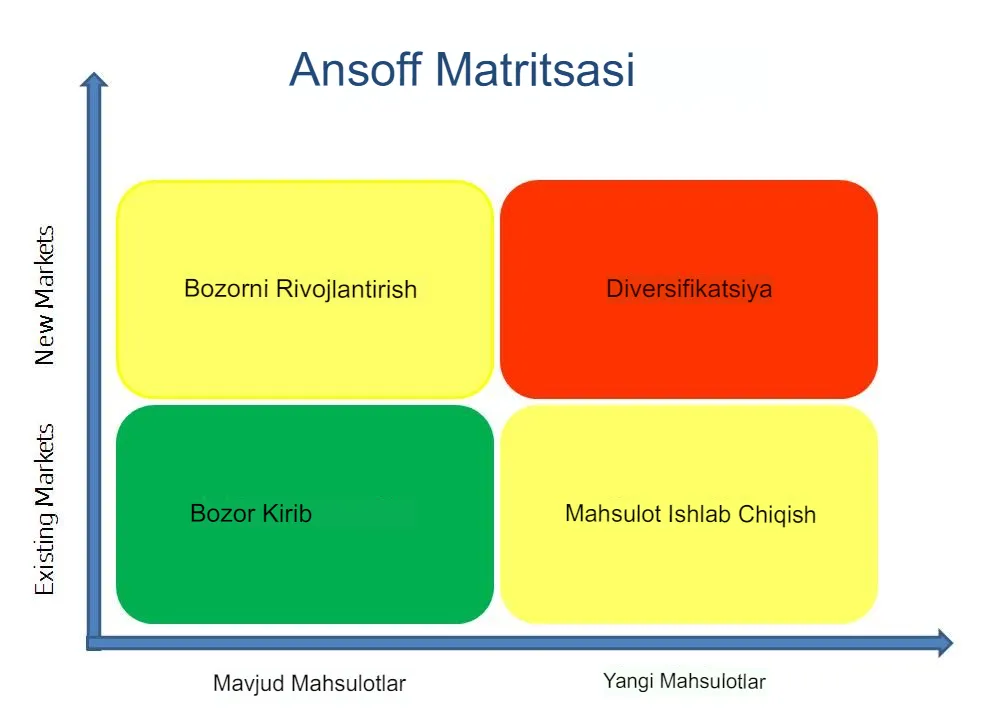 Ansoff Matritsasi
New Markets
Bozorni Rivojlantirish
Diversifikatsiya
Existing Markets
Bozor Kirib
Mahsulot Ishlab Chiqish
Mavjud Mahsulotlar
Yangi Mahsulotlar